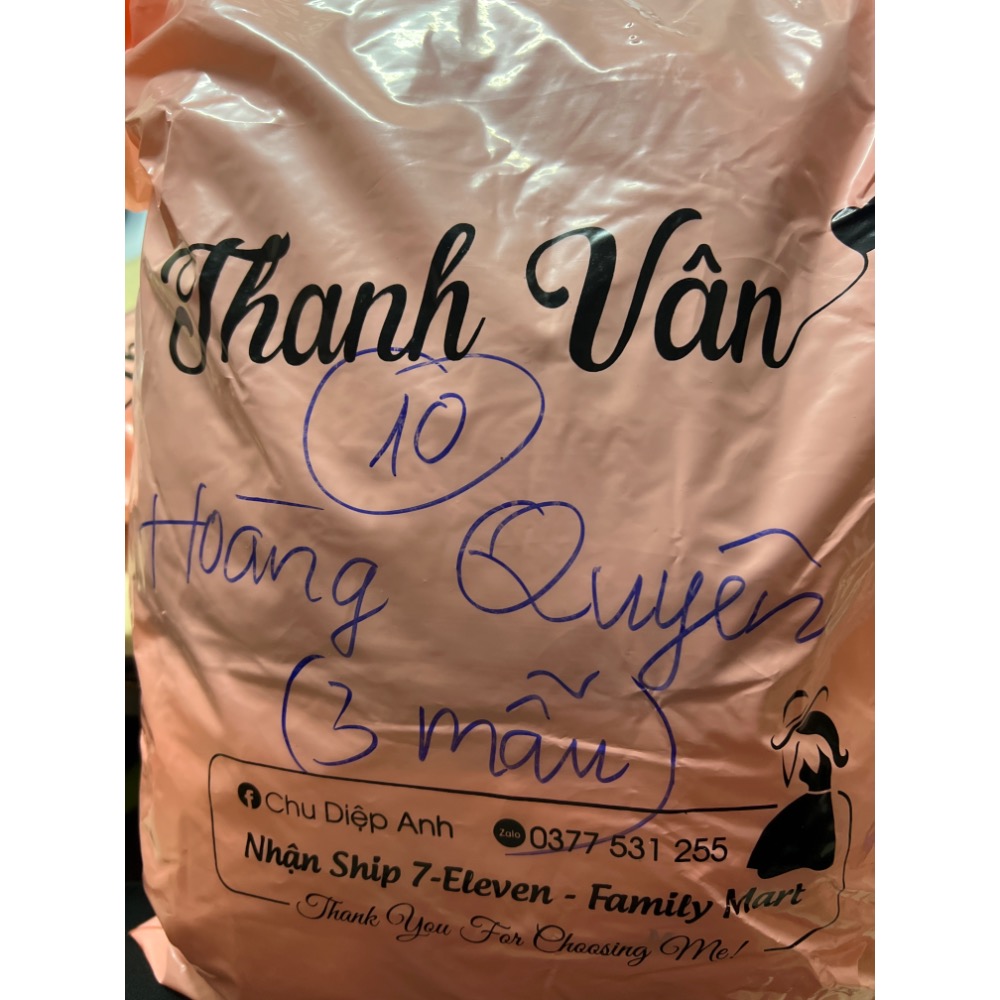 Thanh Vân
10
Hoàng Quyên
(3 mẫu)
Chu Diệp Anh Zalo 0377 531 255
Nhận Ship 7-Eleven - Family Mart
Thank You For Choosing Me!